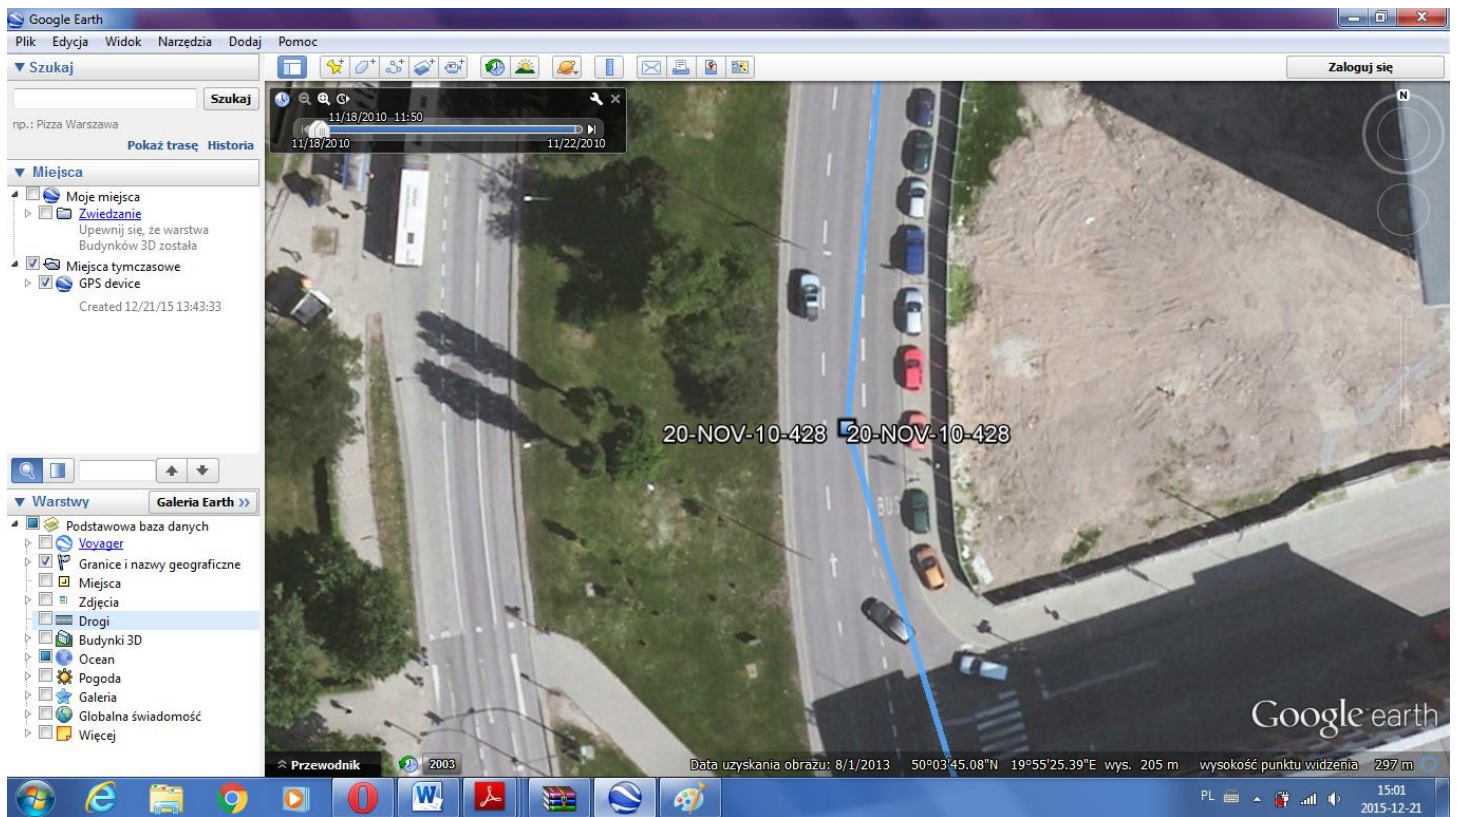 Google Earth
Plik Edycja Widok Narzędzia Dodaj Pomoc
Szukaj
Zaloguj się
Szukaj
np.: Pizza Warszawa
Pokaż trasę Historia
11/18/2010 11:50
11/18/2010 11/22/2010
N
Miejsca
Moje miejsca
Zwiedzanie
Upewnij się, że warstwa
Budynków 3D została
Miejsca tymczasowe
GPS device
Created 12/21/15 13:43:33
20-NOV-10-428 20-NOV-10-428
BUS
Warstwy Galeria Earth >>
Podstawowa baza danych
Voyager
Granice i nazwy geograficzne
Miejsca
Zdjęcia
Drogi
Budynki 3D
Ocean
Pogoda
Galeria
Globalna świadomość
Więcej
Google earth
Przewodnik 2003 Data uzyskania obrazu: 8/1/2013 50°03'45.08"N 19°55'25.39"E wys. 205 m wysokość punktu widzenia 297 m
PL 15:01
2015-12-21